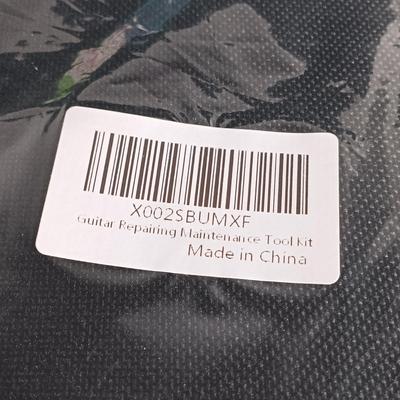 X002SBUMXF
Guitar Repairing Maintenance Tool Kit
Made in China